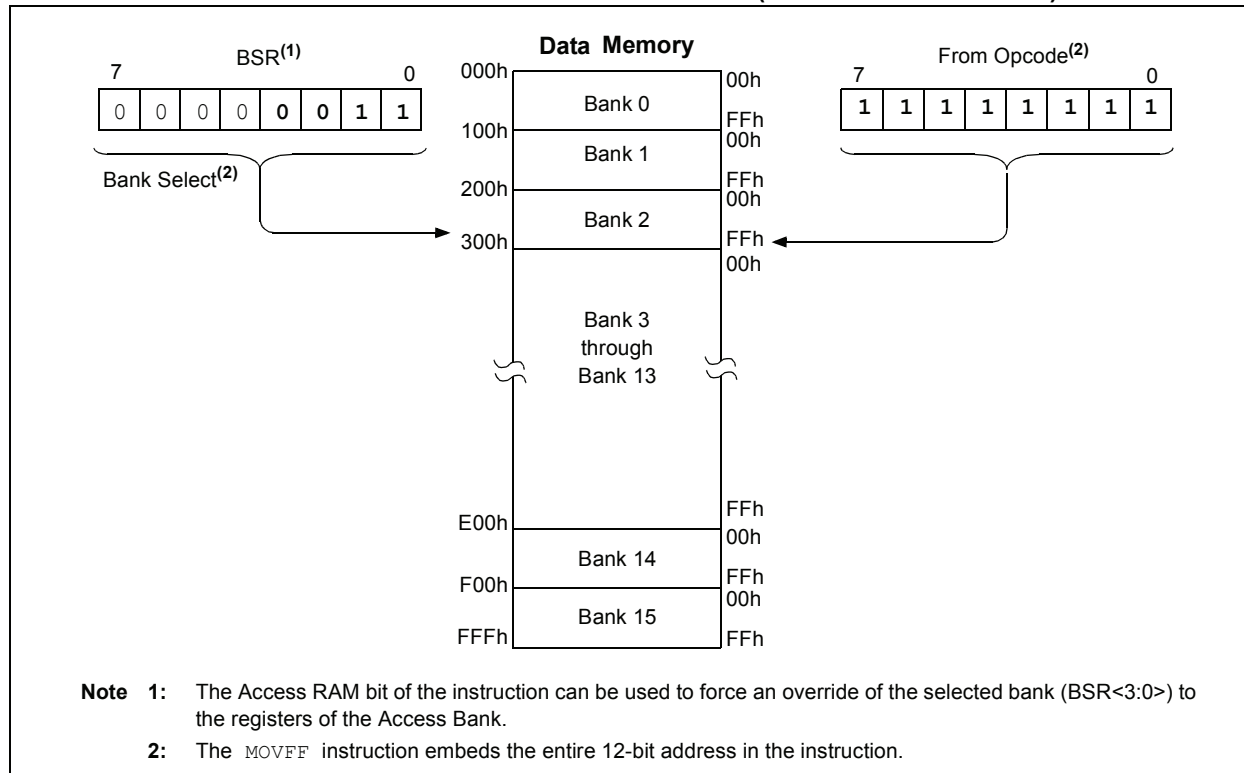 Data Memory
BSR(1)
7 0
0 0 0 0 0 0 1 1
Bank Select(2)
From Opcode(2)
7 0
1 1 1 1 1 1 1 1
000h
00h
Bank 0
FFh
100h
00h
Bank 1
FFh
200h
00h
Bank 2
FFh
300h
00h
Bank 3
through
Bank 13
FFh
E00h
00h
Bank 14
FFh
F00h
00h
Bank 15
FFFh
FFh
Note 1: The Access RAM bit of the instruction can be used to force an override of the selected bank (BSR<3:0>) to
the registers of the Access Bank.
2: The MOVFF instruction embeds the entire 12-bit address in the instruction.